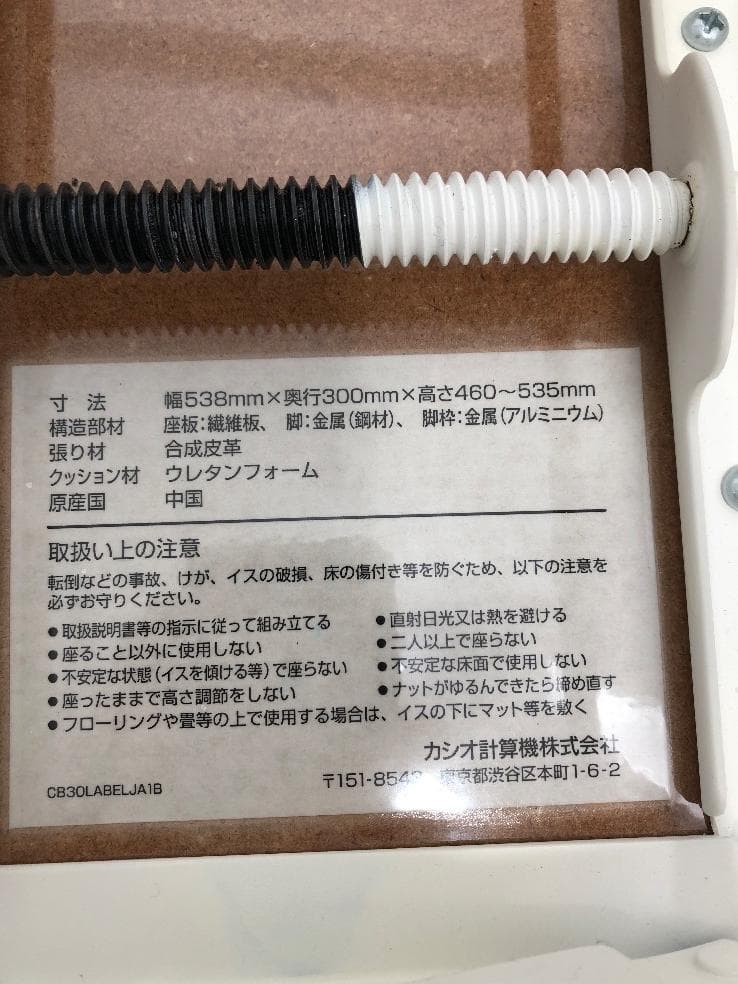 寸 法 幅538mm×奥行300mm×高さ460～535mm
構造部材 座板:繊維板、 脚:金属(鋼材)、 脚枠:金属(アルミニウム)
張り材 合成皮革
クッション材 ウレタンフォーム
原産国 中国
取扱い上の注意
転倒などの事故、けが、イスの破損、床の傷付き等を防ぐため、以下の注意を
必ずお守りください。
●取扱説明書等の指示に従って組み立てる
●座ること以外に使用しない
●不安定な状態(イスを傾ける等)で座らない
●座ったままで高さ調節をしない
●直射日光又は熱を避ける
●二人以上で座らない
●不安定な床面で使用しない
●ナットがゆるんできたら締め直す
●フローリングや畳等の上で使用する場合は、イスの下にマット等を敷く
カシオ計算機株式会社
〒151-8543 東京都渋谷区本町1-6-2
CB30LABELJA1B